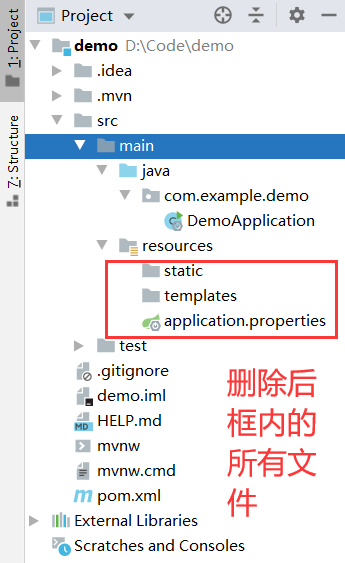 Project
1: Project
Z: Structure
demo D:\Code\demo
.idea
.mvn
src
main
java
com.example.demo
DemoApplication
resources
static
templates
application.properties
test
.gitignore
demo.iml
HELP.md
mvnw
mvnw.cmd
pom.xml
External Libraries
Scratches and Consoles
删除后
框内的
所有文
件